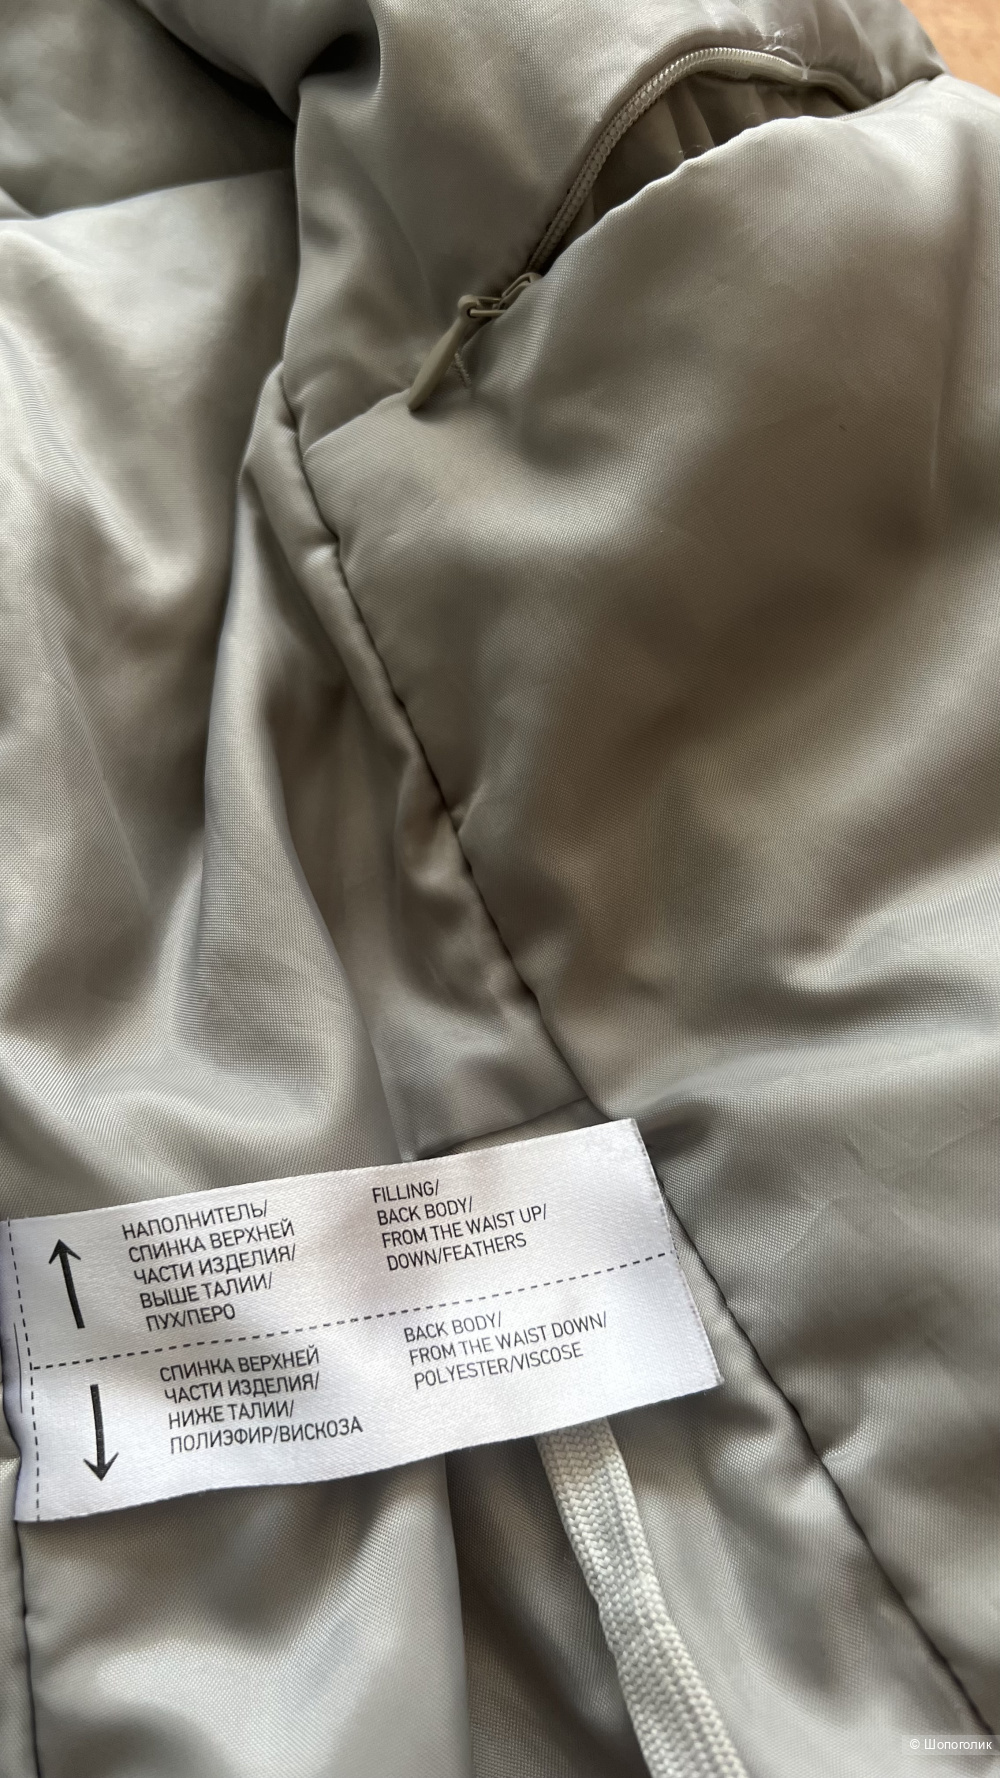 НАПОЛНИТЕЛЬ/
СПИНКА ВЕРХНЕЙ
ЧАСТИ ИЗДЕЛИЯ/
ВЫШЕ ТАЛИИ/
ПУХ/ПЕРО
FILLING/
BACK BODY/
FROM THE WAIST UP/
DOWN/FEATHERS
СПИНКА ВЕРХНЕЙ
ЧАСТИ ИЗДЕЛИЯ/
НИЖЕ ТАЛИИ/
ПОЛИЭФИР/ВИСКОЗА
BACK BODY/
FROM THE WAIST DOWN/
POLYESTER/VISCOSE
© Шопоголик